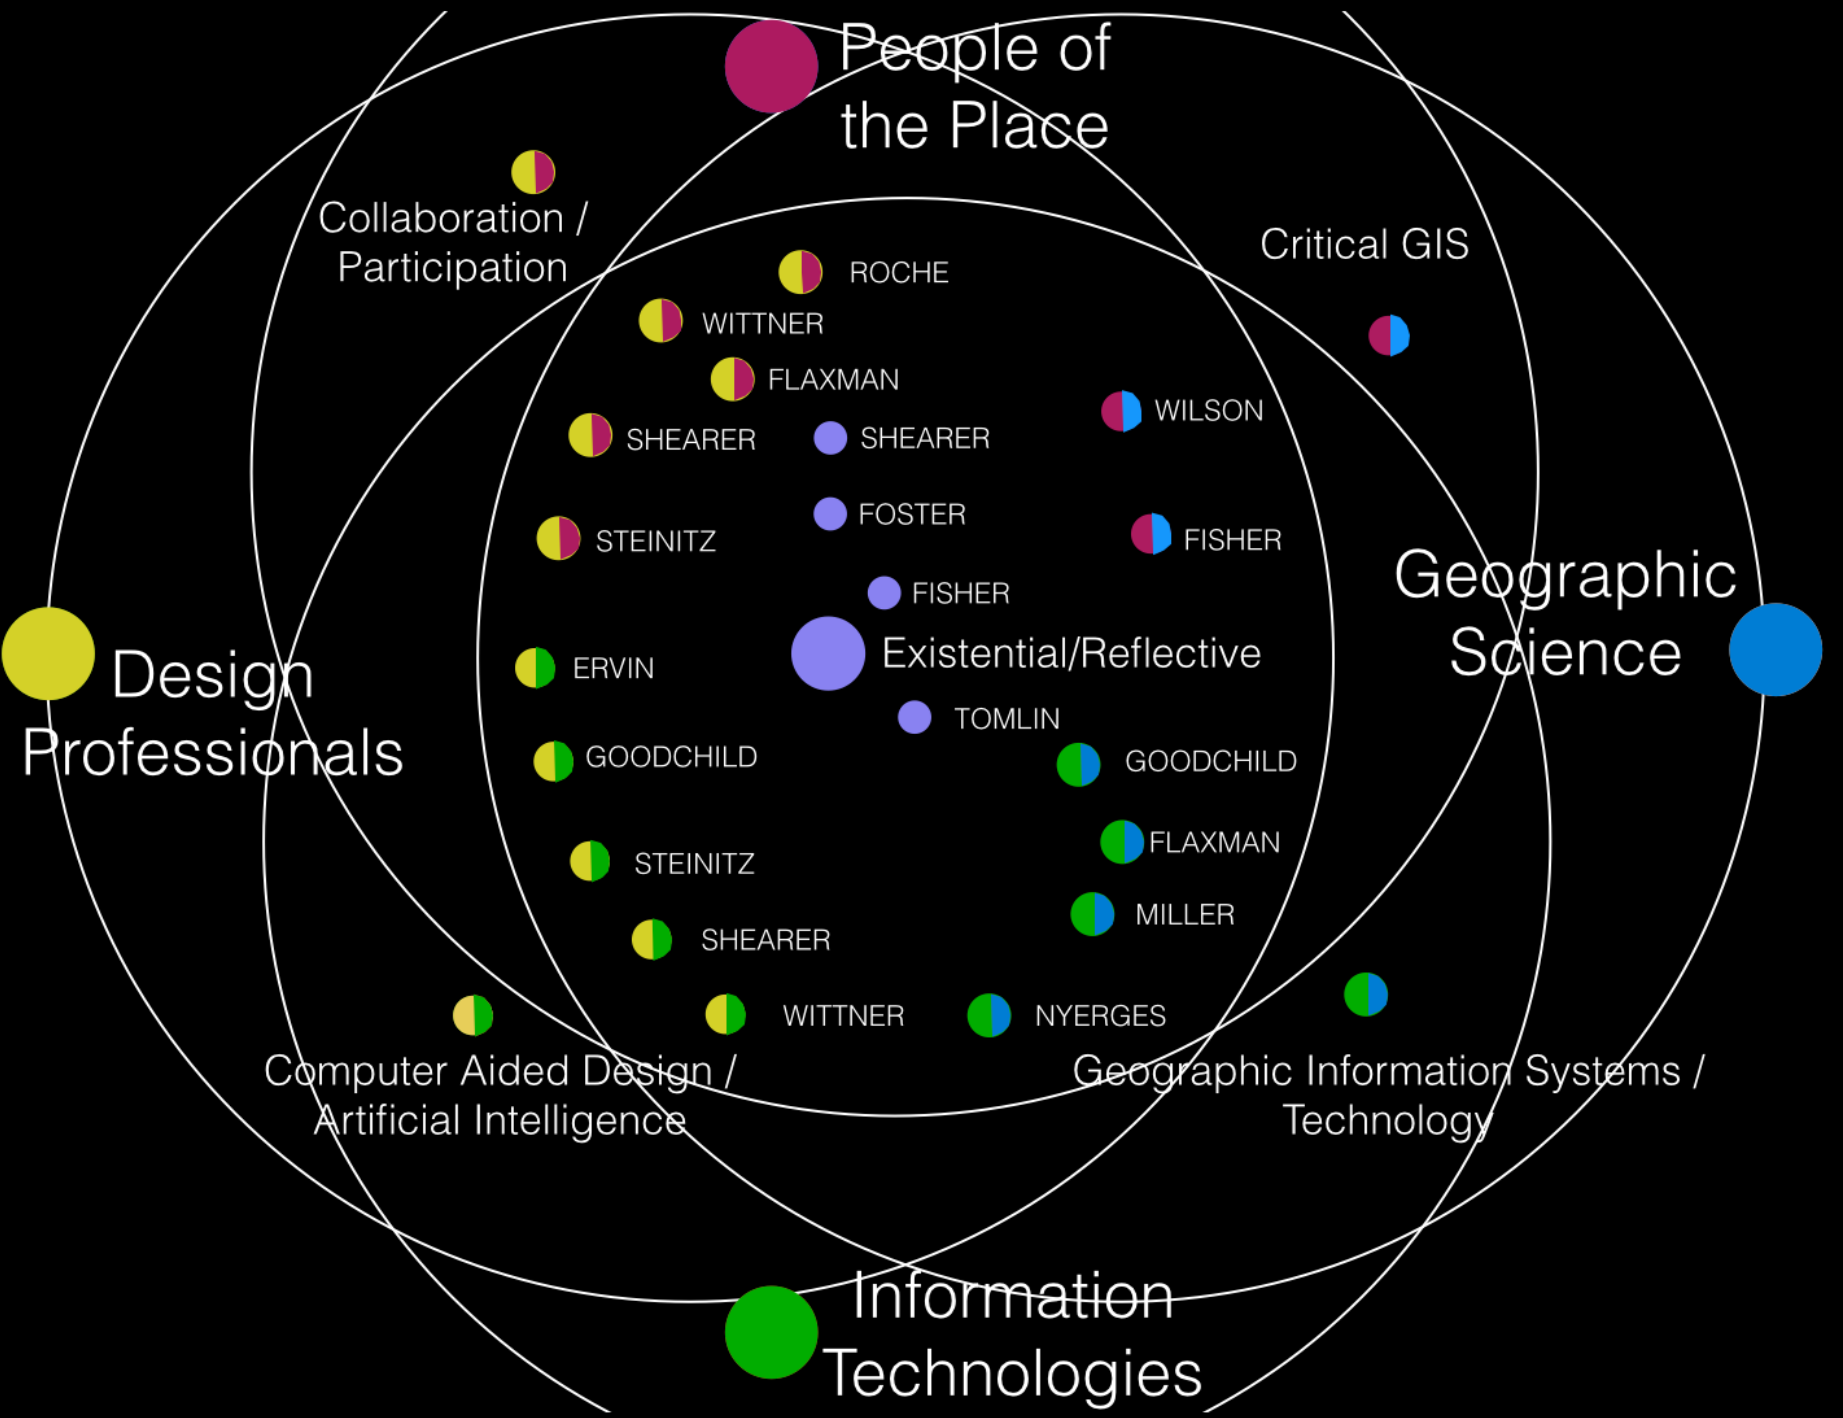 People of
the Place
Collaboration /
Participation
Critical GIS
ROCHE
WITTNER
FLAXMAN
WILSON
SHEARER
SHEARER
FOSTER
STEINITZ
FISHER
Geographic
Science
FISHER
Existential/Reflective
Design
Professionals
ERVIN
TOMLIN
GOODCHILD
GOODCHILD
FLAXMAN
STEINITZ
MILLER
SHEARER
WITTNER
NYERGES
Computer Aided Design /
Artificial Intelligence
Geographic Information Systems /
Technology
Information
Technologies